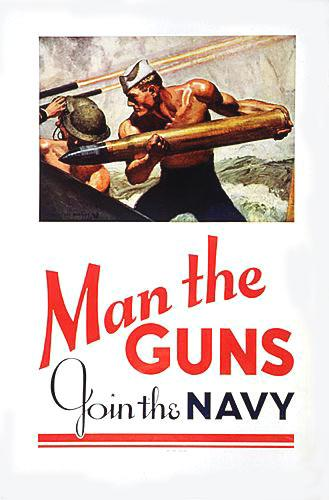 Man the
GUNS
Join the NAVY